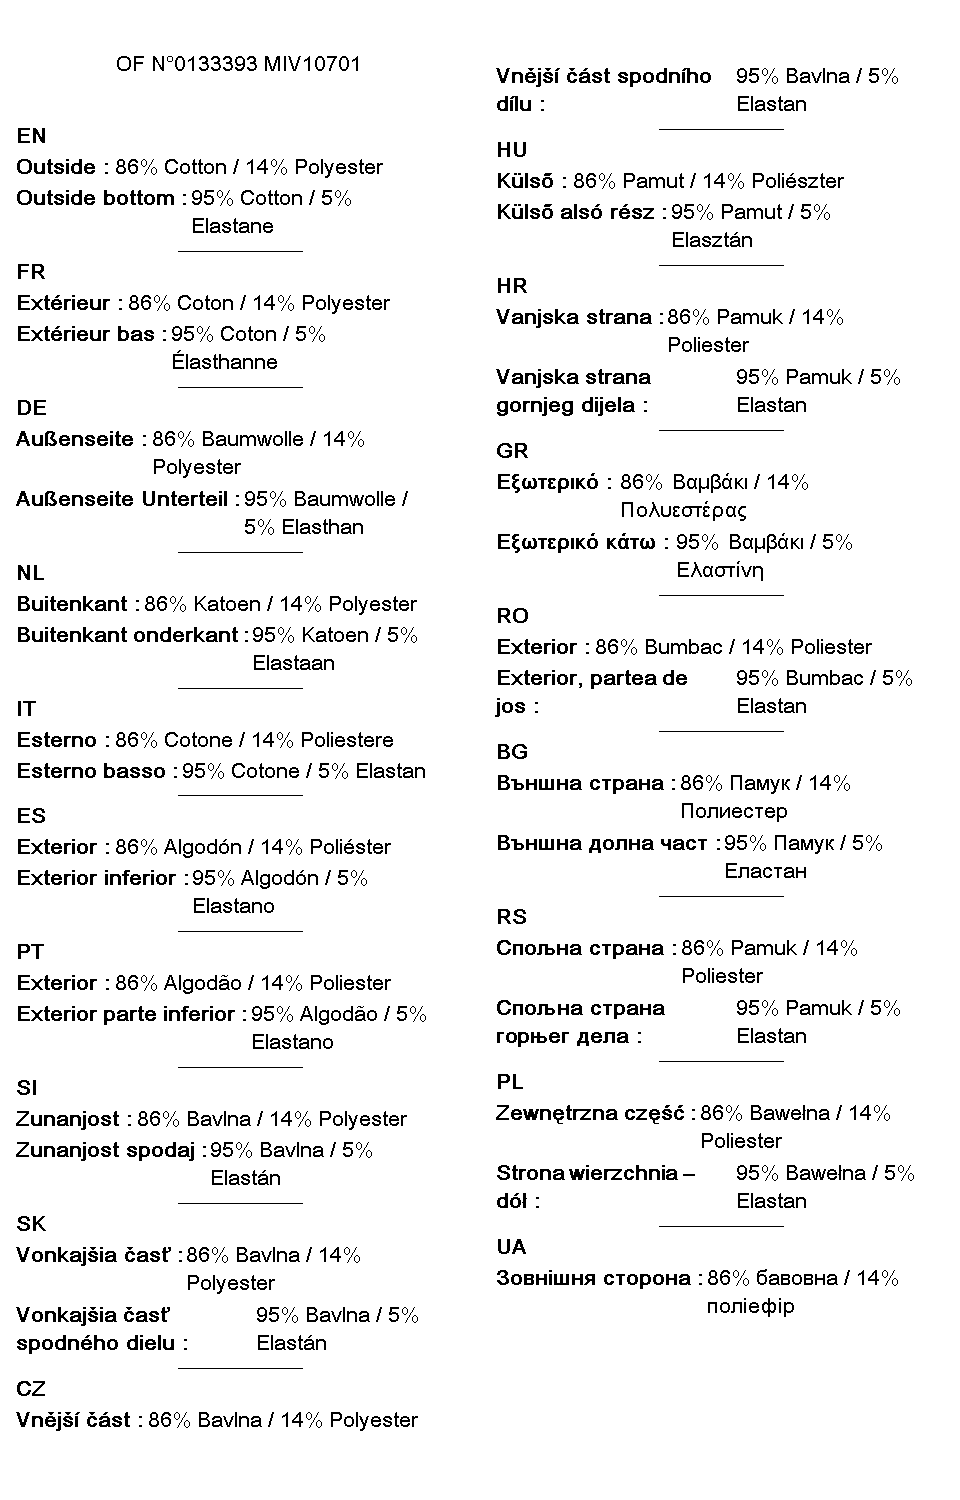 OF N°0133393 MIV10701
EN
Outside : 86% Cotton / 14% Polyester
Outside bottom : 95% Cotton / 5%
Elastane
FR
Extérieur : 86% Coton / 14% Polyester
Extérieur bas : 95% Coton / 5%
Élasthanne
DE
Außenseite : 86% Baumwolle / 14%
Polyester
Außenseite Unterteil : 95% Baumwolle /
5% Elasthan
NL
Buitenkant : 86% Katoen / 14% Polyester
Buitenkant onderkant : 95% Katoen / 5%
Elastaan
IT
Esterno : 86% Cotone / 14% Poliestere
Esterno basso : 95% Cotone / 5% Elastan
ES
Exterior : 86% Algodón / 14% Poliéster
Exterior inferior : 95% Algodón / 5%
Elastano
PT
Exterior : 86% Algodão / 14% Poliester
Exterior parte inferior : 95% Algodão / 5%
Elastano
SI
Zunanjost : 86% Bavlna / 14% Polyester
Zunanjost spodaj : 95% Bavlna / 5%
Elastán
SK
Vonkajšia časť : 86% Bavlna / 14%
Polyester
Vonkajšia časť 95% Bavlna / 5%
spodného dielu : Elastán
CZ
Vnější část : 86% Bavlna / 14% Polyester
Vnější část spodního 95% Bavlna / 5%
dílu : Elastan
HU
Külső : 86% Pamut / 14% Poliészter
Külső alsó rész : 95% Pamut / 5%
Elasztán
HR
Vanjska strana : 86% Pamuk / 14%
Poliester
Vanjska strana 95% Pamuk / 5%
gornjeg dijela : Elastan
GR
Εξωτερικό : 86% Βαμβάκι / 14%
Πολυεστέρας
Εξωτερικό κάτω : 95% Βαμβάκι / 5%
Ελαστίνη
RO
Exterior : 86% Bumbac / 14% Poliester
Exterior, partea de 95% Bumbac / 5%
jos : Elastan
BG
Външна страна : 86% Памук / 14%
Полиестер
Външна долна част : 95% Памук / 5%
Еластан
RS
Спољна страна : 86% Pamuk / 14%
Poliester
Спољна страна 95% Pamuk / 5%
горњег дела : Elastan
PL
Zewnętrzna część : 86% Bawełna / 14%
Poliester
Strona wierzchnia – 95% Bawełna / 5%
dół : Elastan
UA
Зовнішня сторона : 86% бавовна / 14%
поліефір